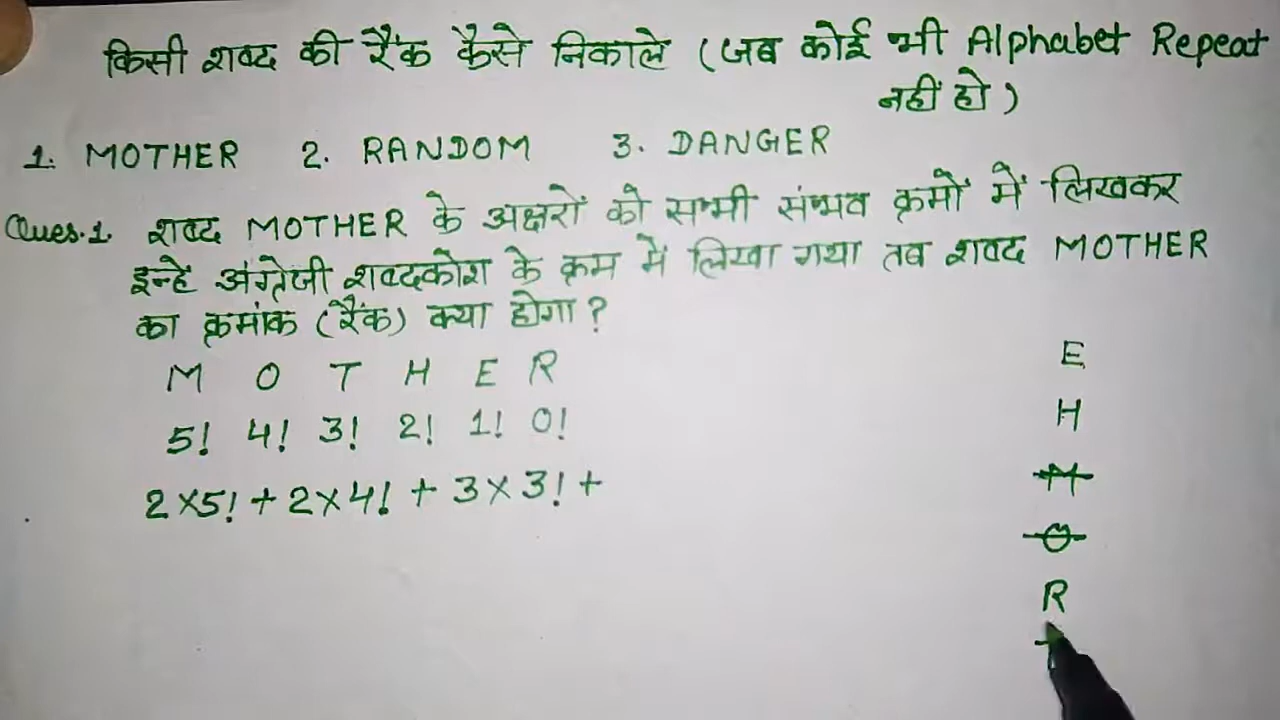 किसी शब्द की रैंक कैसे निकाले (जब कोई भी Alphabet Repeat
नहीं हो)
1. MOTHER 2. RANDOM 3. DANGER
Ques.1. शब्द MOTHER के अक्षरों को सभी संभव क्रमों में लिखकर
इन्हे अंग्रेजी शब्दकोश के क्रम में लिखा गया तब शब्द MOTHER
का क्रमांक (रैंक) क्या होगा?
M O T H E R
5! 4! 3! 2! 1! 0!
2×5! + 2×4! + 3×3! +
E
H
M
O
R